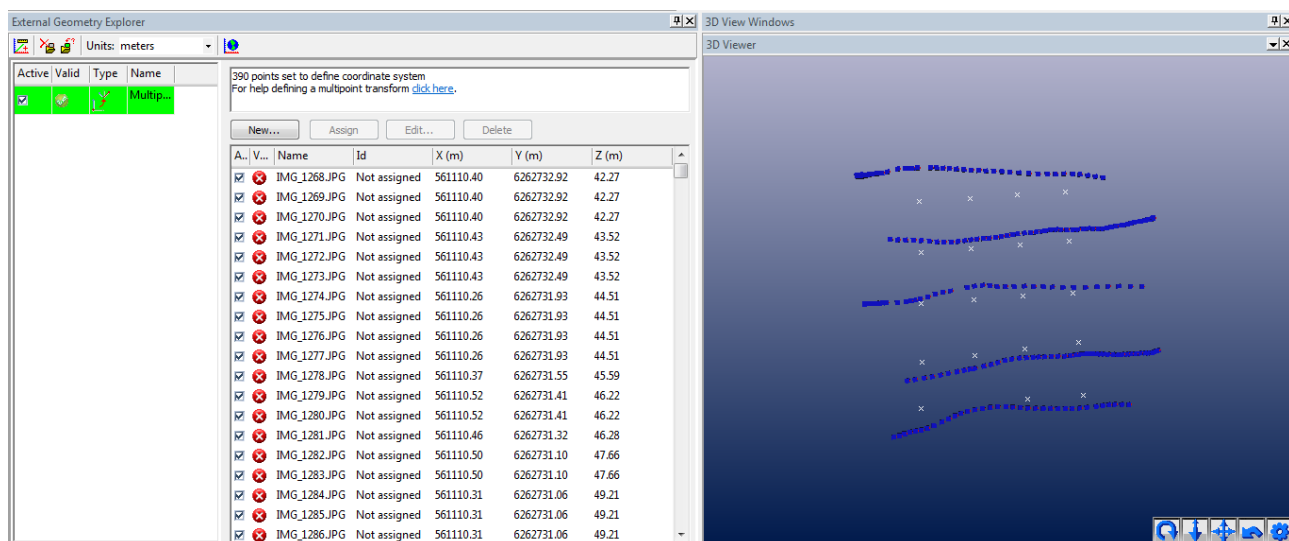 External Geometry Explorer
3D View Windows
Units: meters
3D Viewer
Active Valid Type Name
Multip...
390 points set to define coordinate system
For help defining a multipoint transform click here.
New... Assign Edit... Delete
A.. V... Name Id X (m) Y (m) Z (m)
IMG_1268.JPG Not assigned 561110.40 6262732.92 42.27
IMG_1269.JPG Not assigned 561110.40 6262732.92 42.27
IMG_1270.JPG Not assigned 561110.40 6262732.92 42.27
IMG_1271.JPG Not assigned 561110.43 6262732.49 43.52
IMG_1272.JPG Not assigned 561110.43 6262732.49 43.52
IMG_1273.JPG Not assigned 561110.43 6262732.49 43.52
IMG_1274.JPG Not assigned 561110.26 6262731.93 44.51
IMG_1275.JPG Not assigned 561110.26 6262731.93 44.51
IMG_1276.JPG Not assigned 561110.26 6262731.93 44.51
IMG_1277.JPG Not assigned 561110.26 6262731.93 44.51
IMG_1278.JPG Not assigned 561110.37 6262731.55 45.59
IMG_1279.JPG Not assigned 561110.52 6262731.41 46.22
IMG_1280.JPG Not assigned 561110.52 6262731.41 46.22
IMG_1281.JPG Not assigned 561110.46 6262731.32 46.28
IMG_1282.JPG Not assigned 561110.50 6262731.10 47.66
IMG_1283.JPG Not assigned 561110.50 6262731.10 47.66
IMG_1284.JPG Not assigned 561110.31 6262731.06 49.21
IMG_1285.JPG Not assigned 561110.31 6262731.06 49.21
IMG_1286.JPG Not assigned 561110.31 6262731.06 49.21